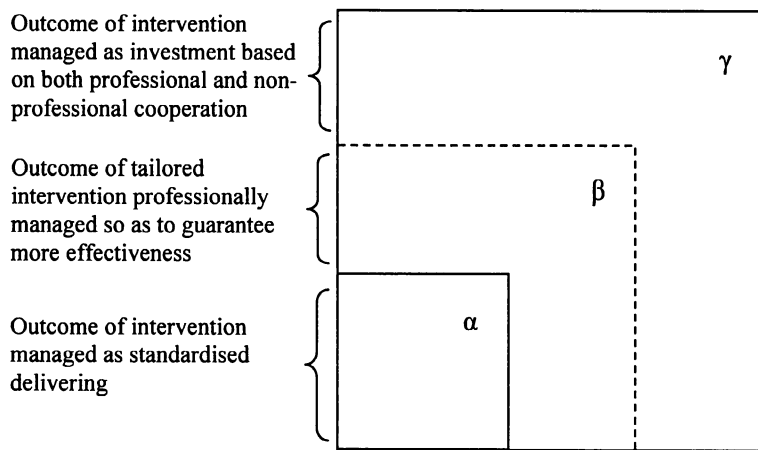 Outcome of intervention
managed as investment based
on both professional and non-
professional cooperation
γ
Outcome of tailored
intervention professionally
managed so as to guarantee
more effectiveness
β
Outcome of intervention
managed as standardised
delivering
α